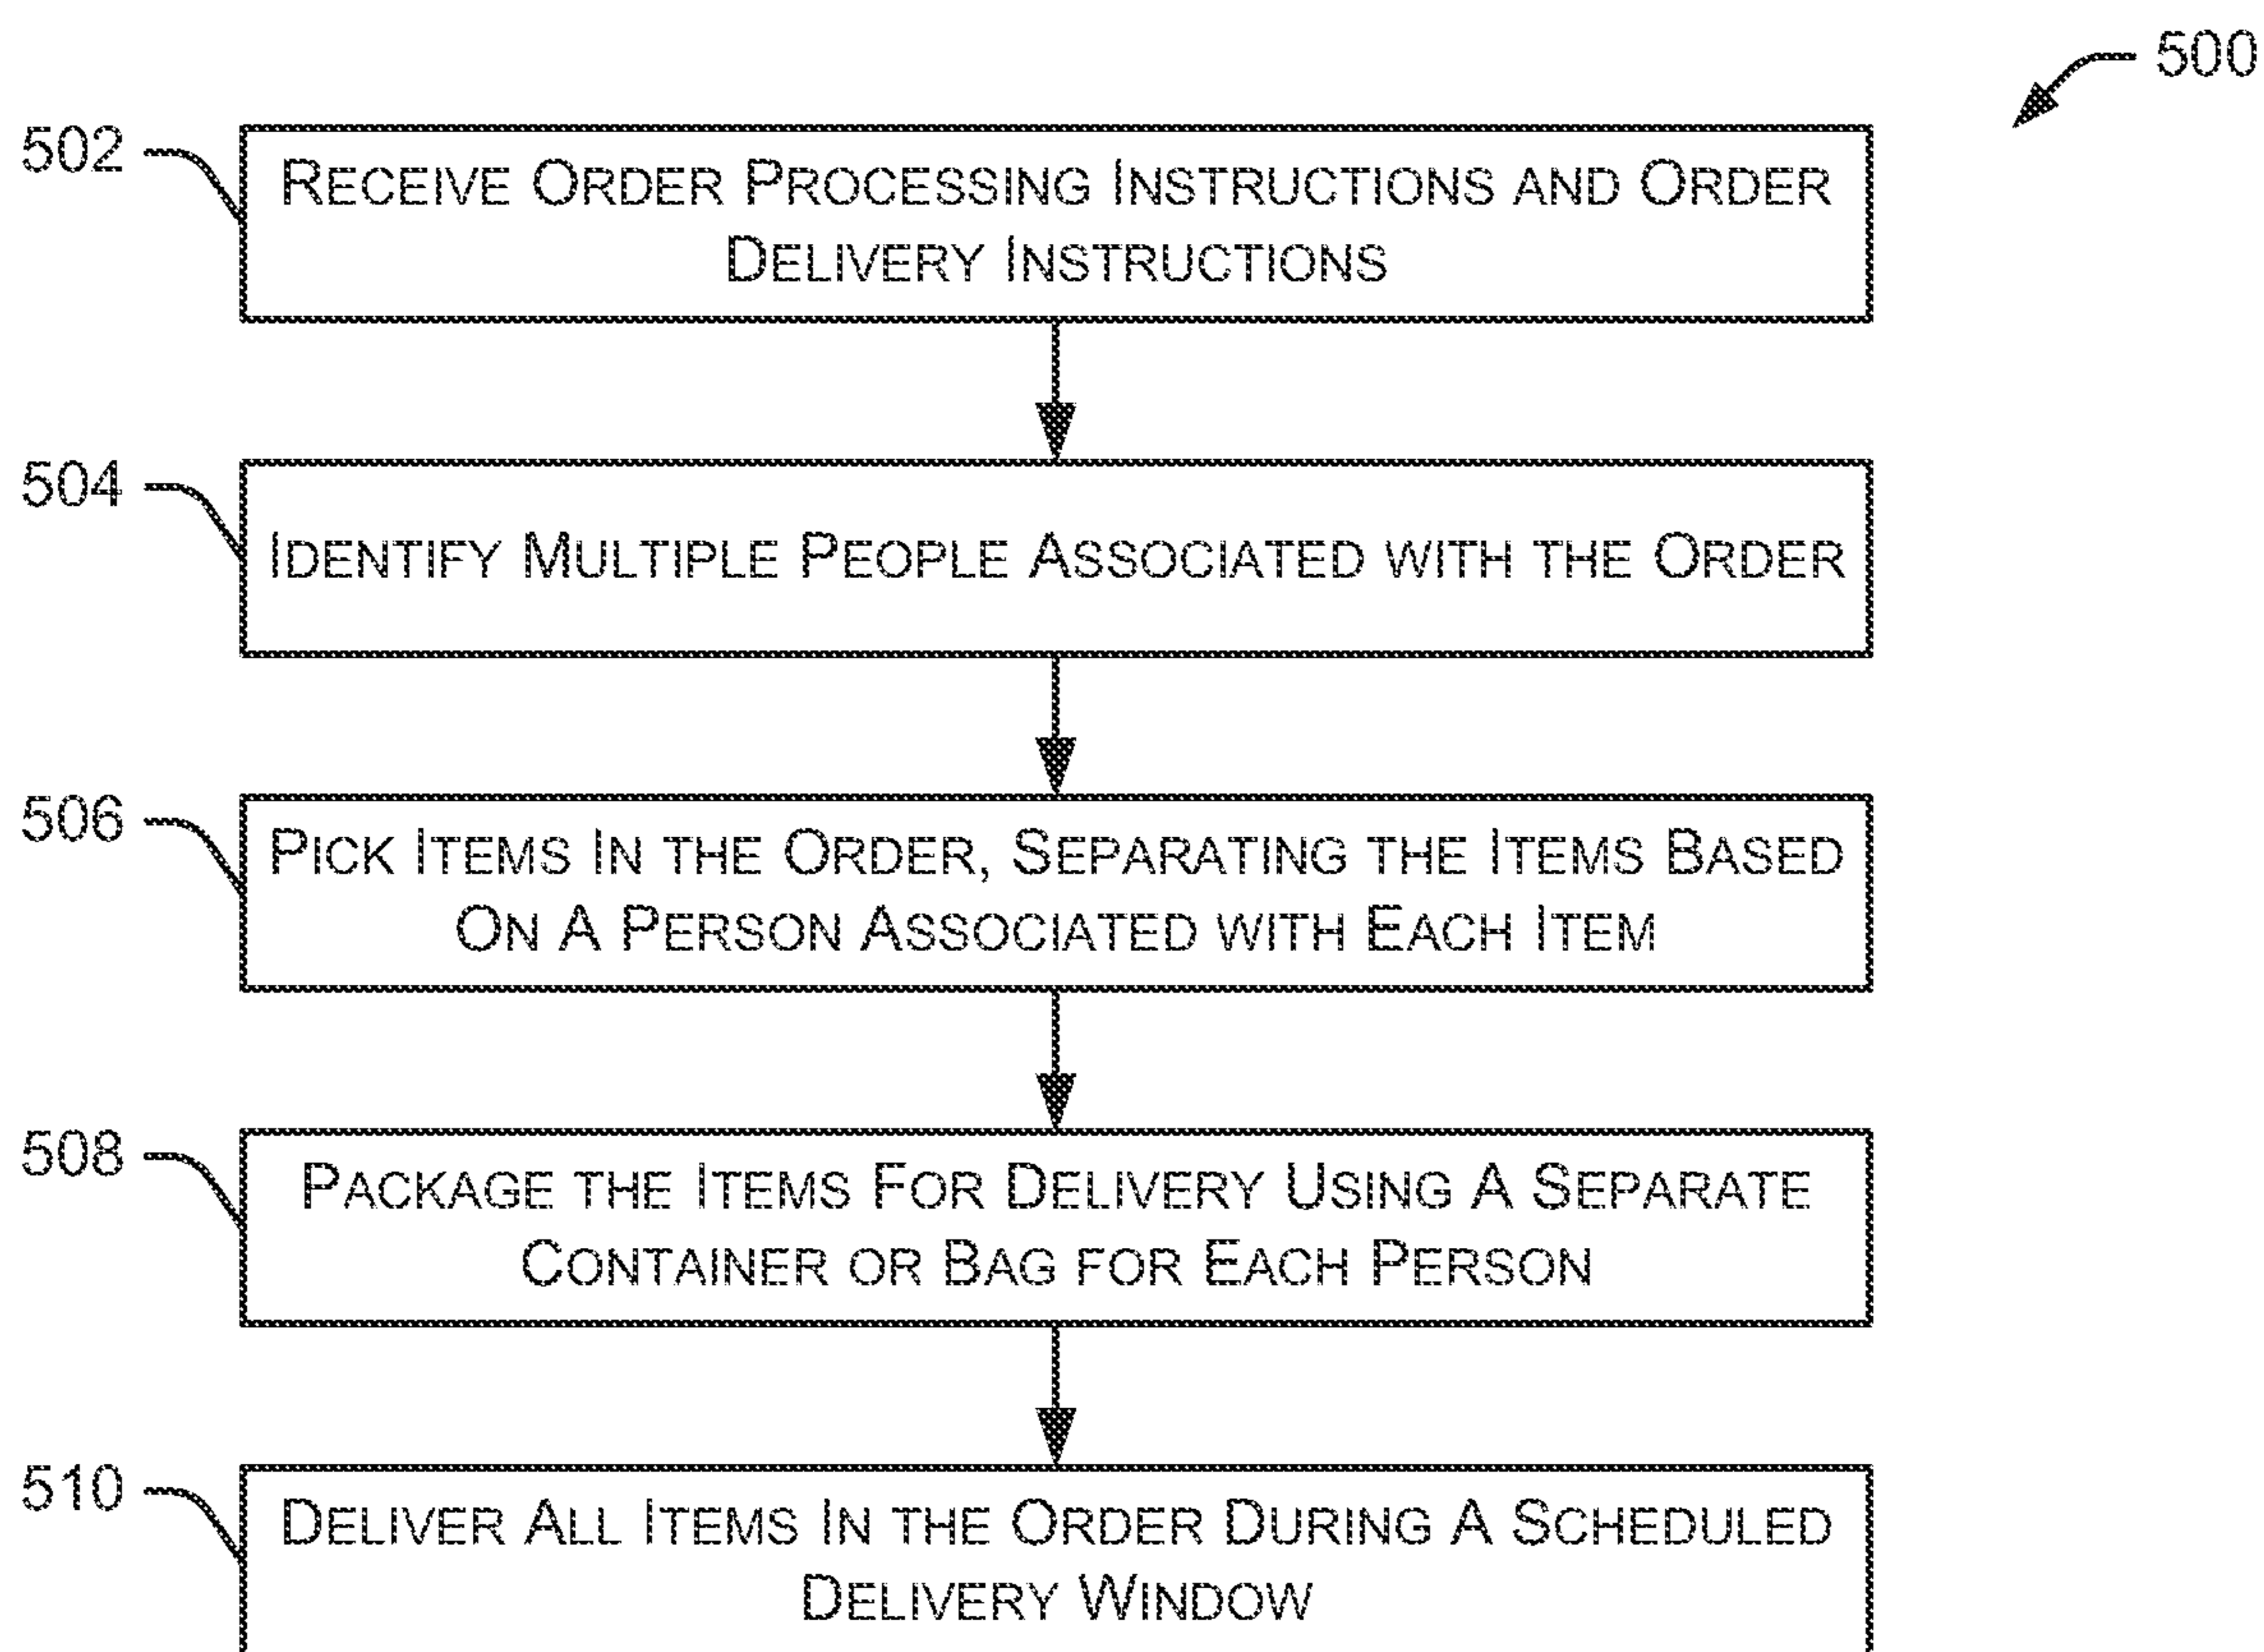 500
502
RECEIVE ORDER PROCESSING INSTRUCTIONS AND ORDER
DELIVERY INSTRUCTIONS
504
IDENTIFY MULTIPLE PEOPLE ASSOCIATED WITH THE ORDER
506
PICK ITEMS IN THE ORDER, SEPARATING THE ITEMS BASED
ON A PERSON ASSOCIATED WITH EACH ITEM
508
PACKAGE THE ITEMS FOR DELIVERY USING A SEPARATE
CONTAINER OR BAG FOR EACH PERSON
510
DELIVER ALL ITEMS IN THE ORDER DURING A SCHEDULED
DELIVERY WINDOW